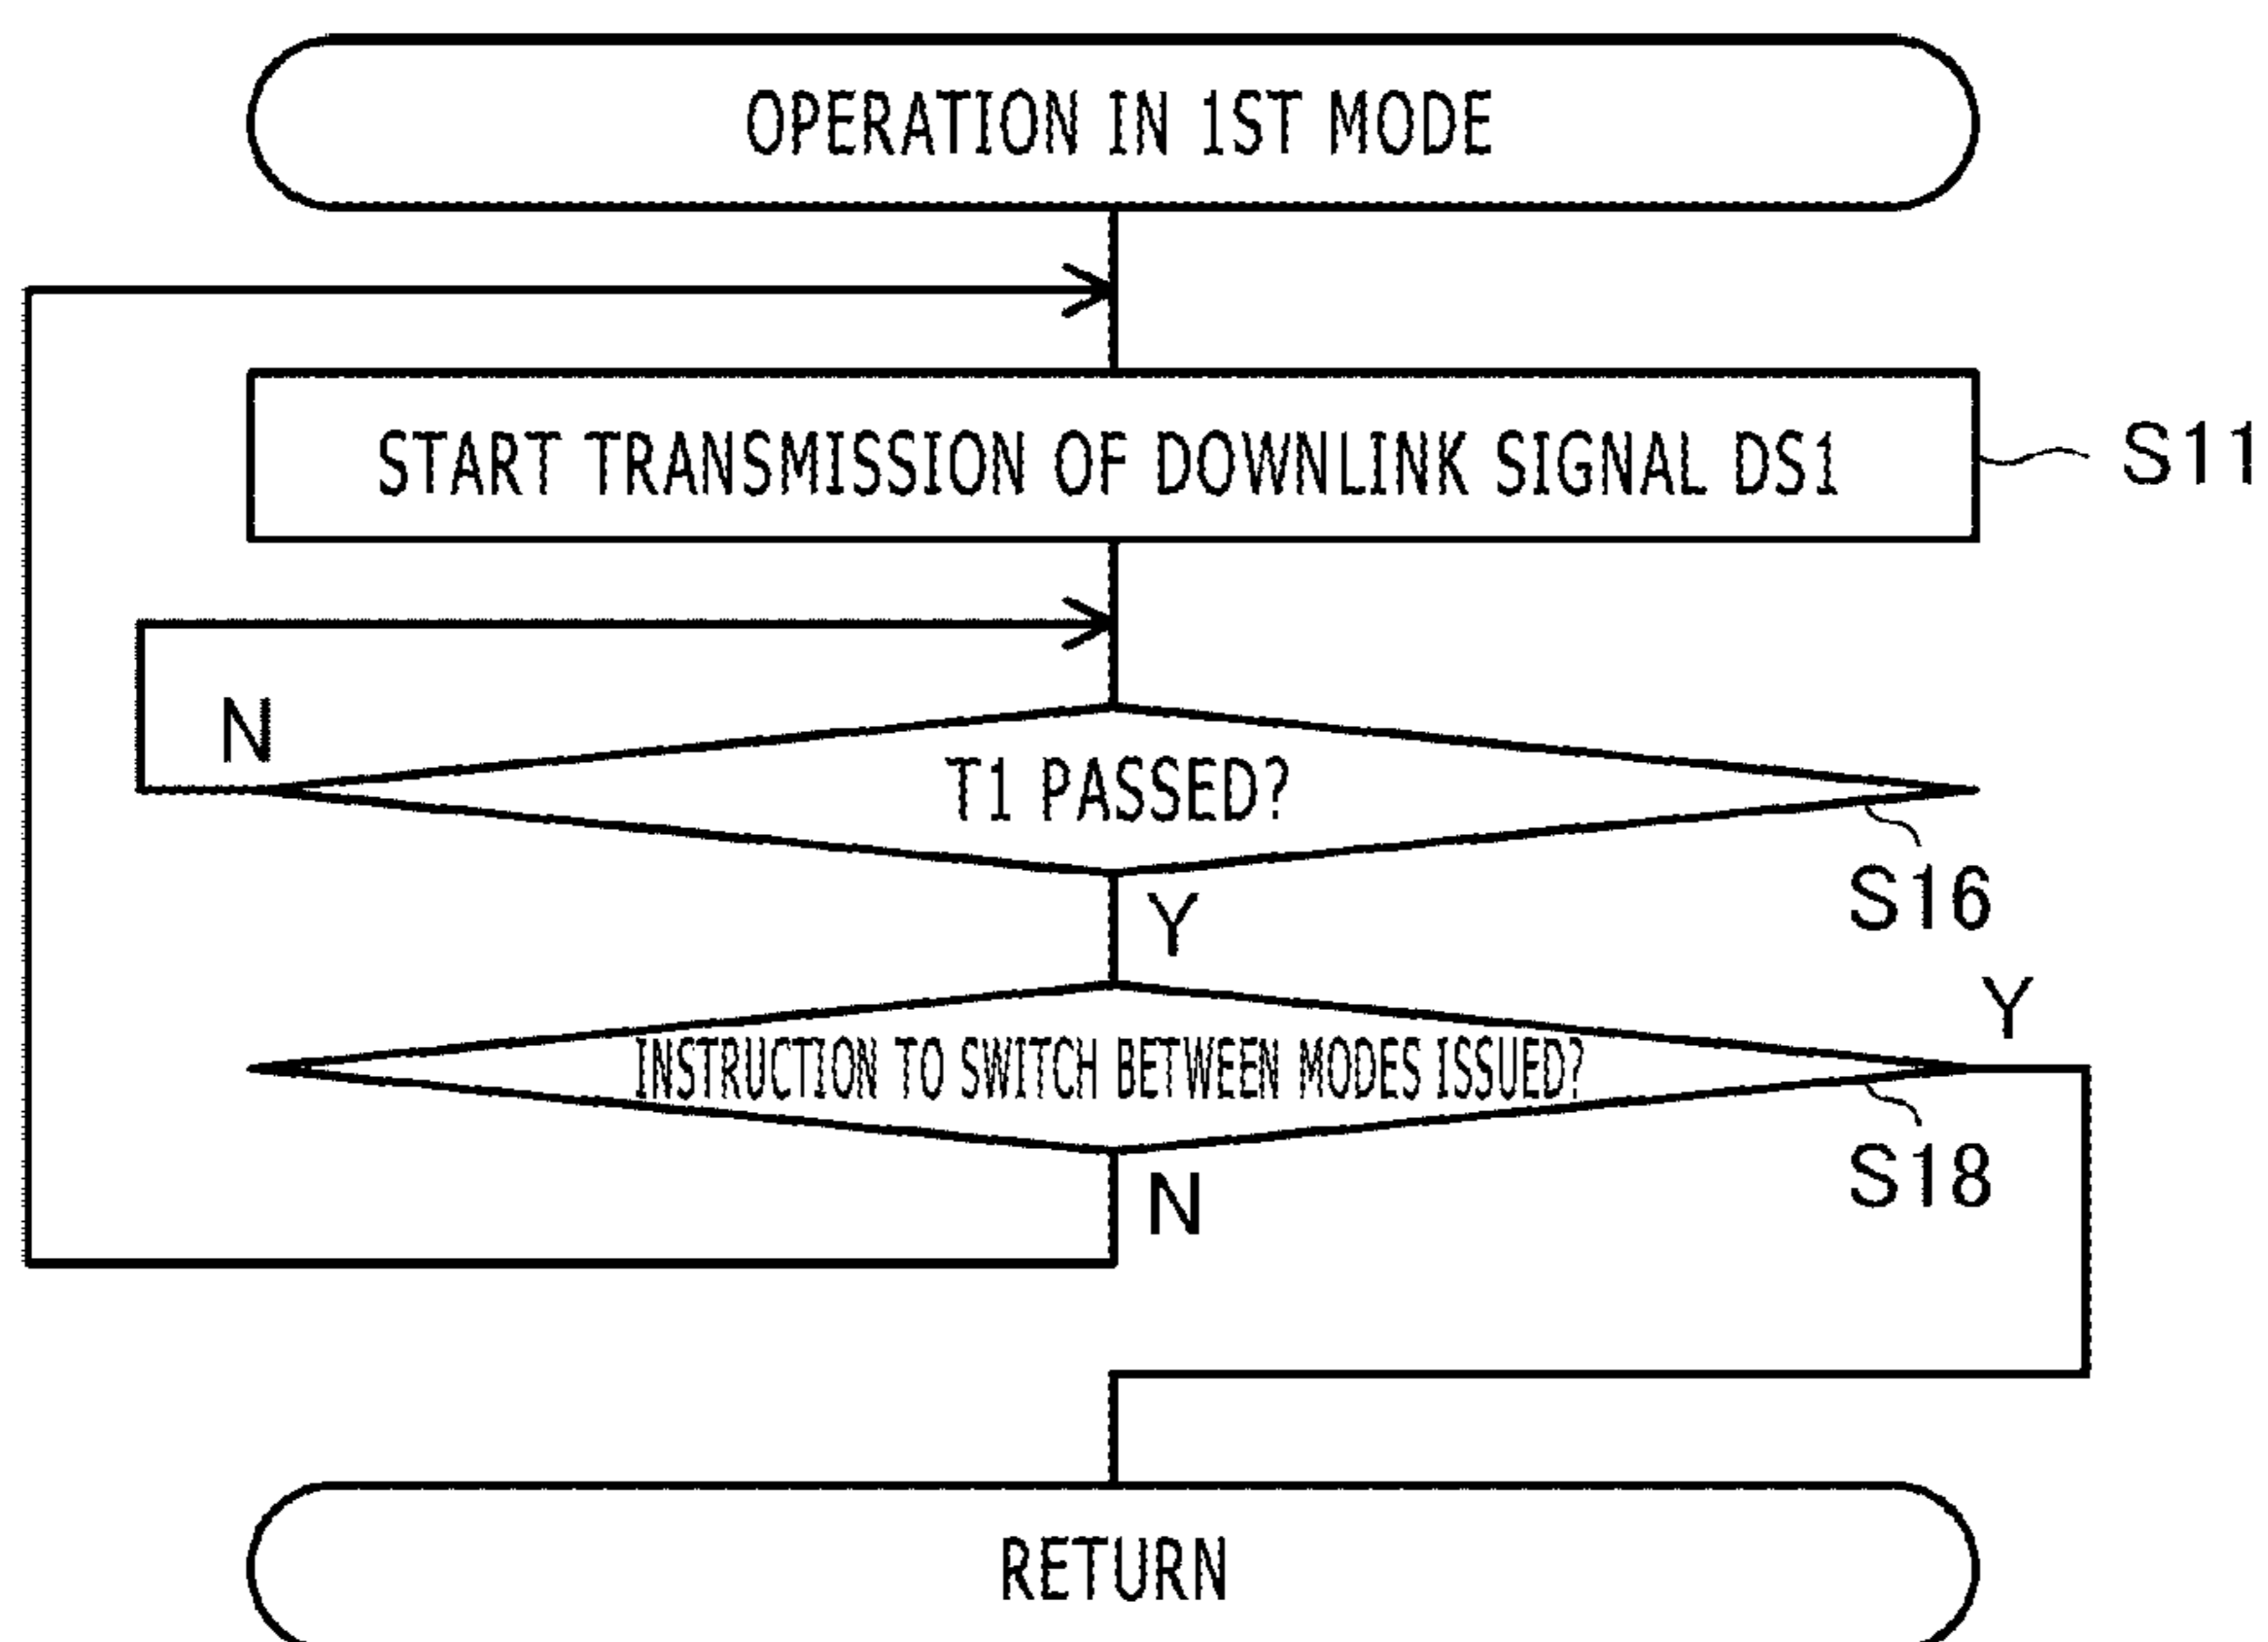 OPERATION IN 1ST MODE
START TRANSMISSION OF DOWNLINK SIGNAL DS1
S11
N
T1 PASSED?
S16
Y
Y
INSTRUCTION TO SWITCH BETWEEN MODES ISSUED?
S18
N
RETURN